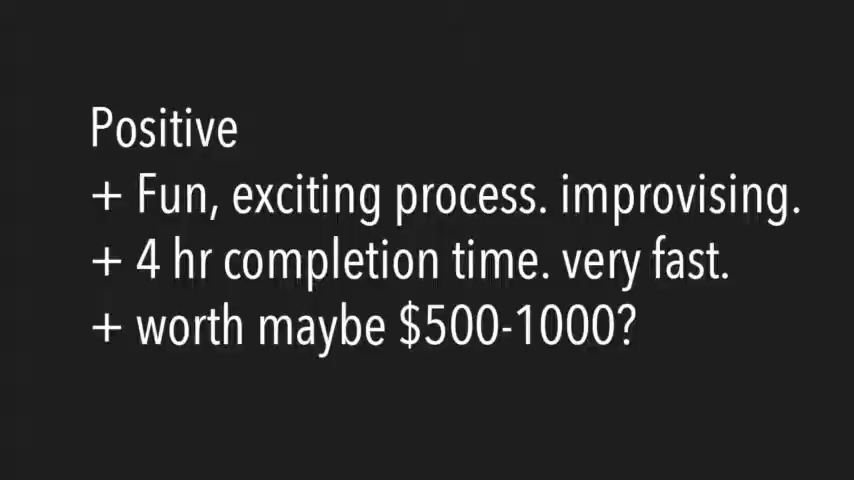 Positive
+ Fun, exciting process. improvising.
+ 4 hr completion time. very fast.
+ worth maybe $500-1000?